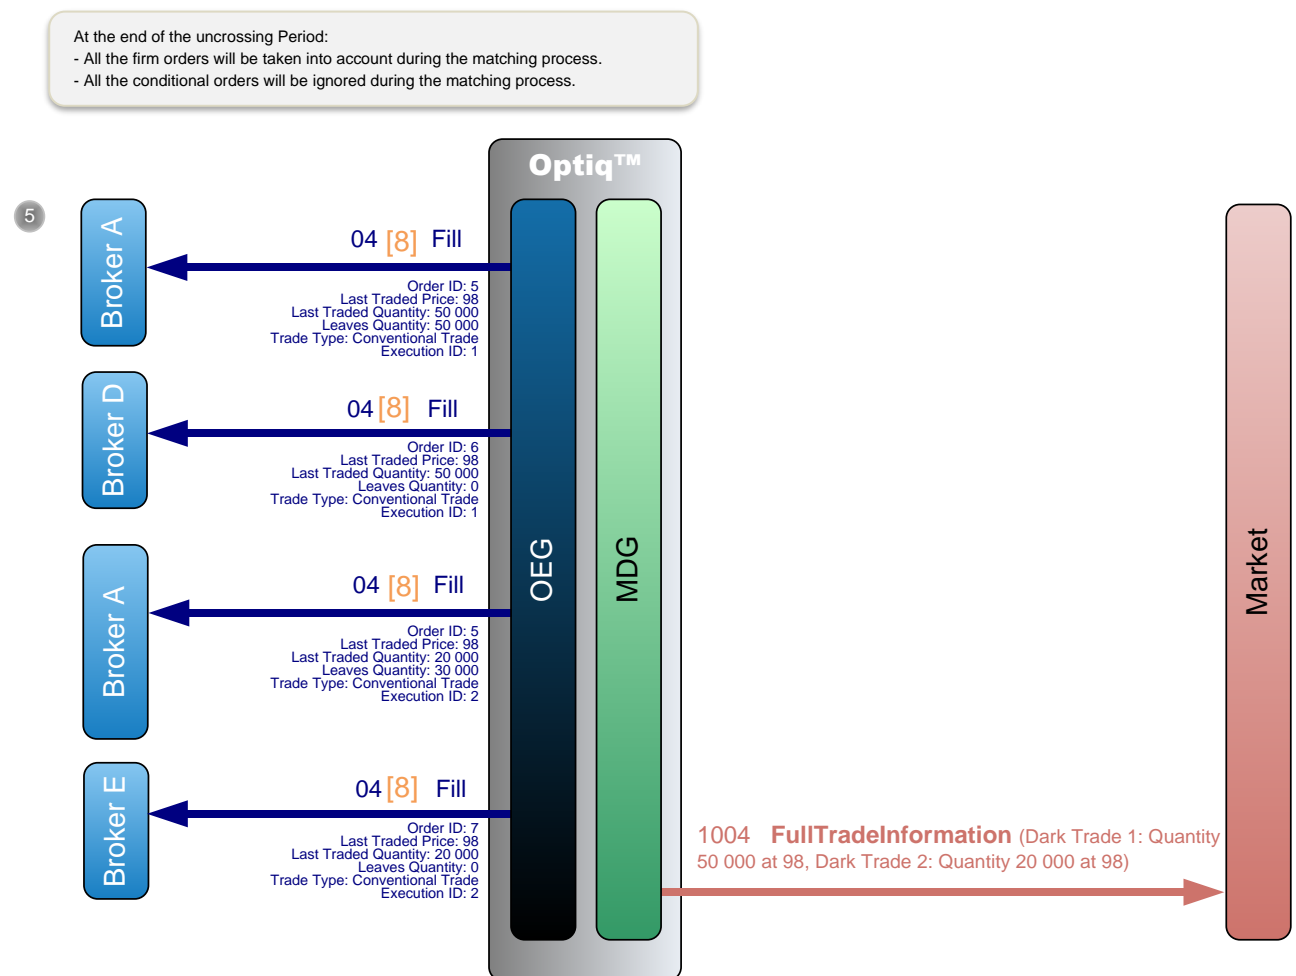 At the end of the uncrossing Period:
- All the firm orders will be taken into account during the matching process.
- All the conditional orders will be ignored during the matching process.
Optiq™
5
Broker A
04 [8] Fill
Order ID: 5
Last Traded Price: 98
Last Traded Quantity: 50 000
Leaves Quantity: 50 000
Trade Type: Conventional Trade
Execution ID: 1
Broker D
04 [8] Fill
Order ID: 6
Last Traded Price: 98
Last Traded Quantity: 50 000
Leaves Quantity: 0
Trade Type: Conventional Trade
Execution ID: 1
Broker A
04 [8] Fill
Order ID: 5
Last Traded Price: 98
Last Traded Quantity: 20 000
Leaves Quantity: 30 000
Trade Type: Conventional Trade
Execution ID: 2
Broker E
04 [8] Fill
Order ID: 7
Last Traded Price: 98
Last Traded Quantity: 20 000
Leaves Quantity: 0
Trade Type: Conventional Trade
Execution ID: 2
OEG
MDG
1004 FullTradeInformation (Dark Trade 1: Quantity
50 000 at 98, Dark Trade 2: Quantity 20 000 at 98)
Market